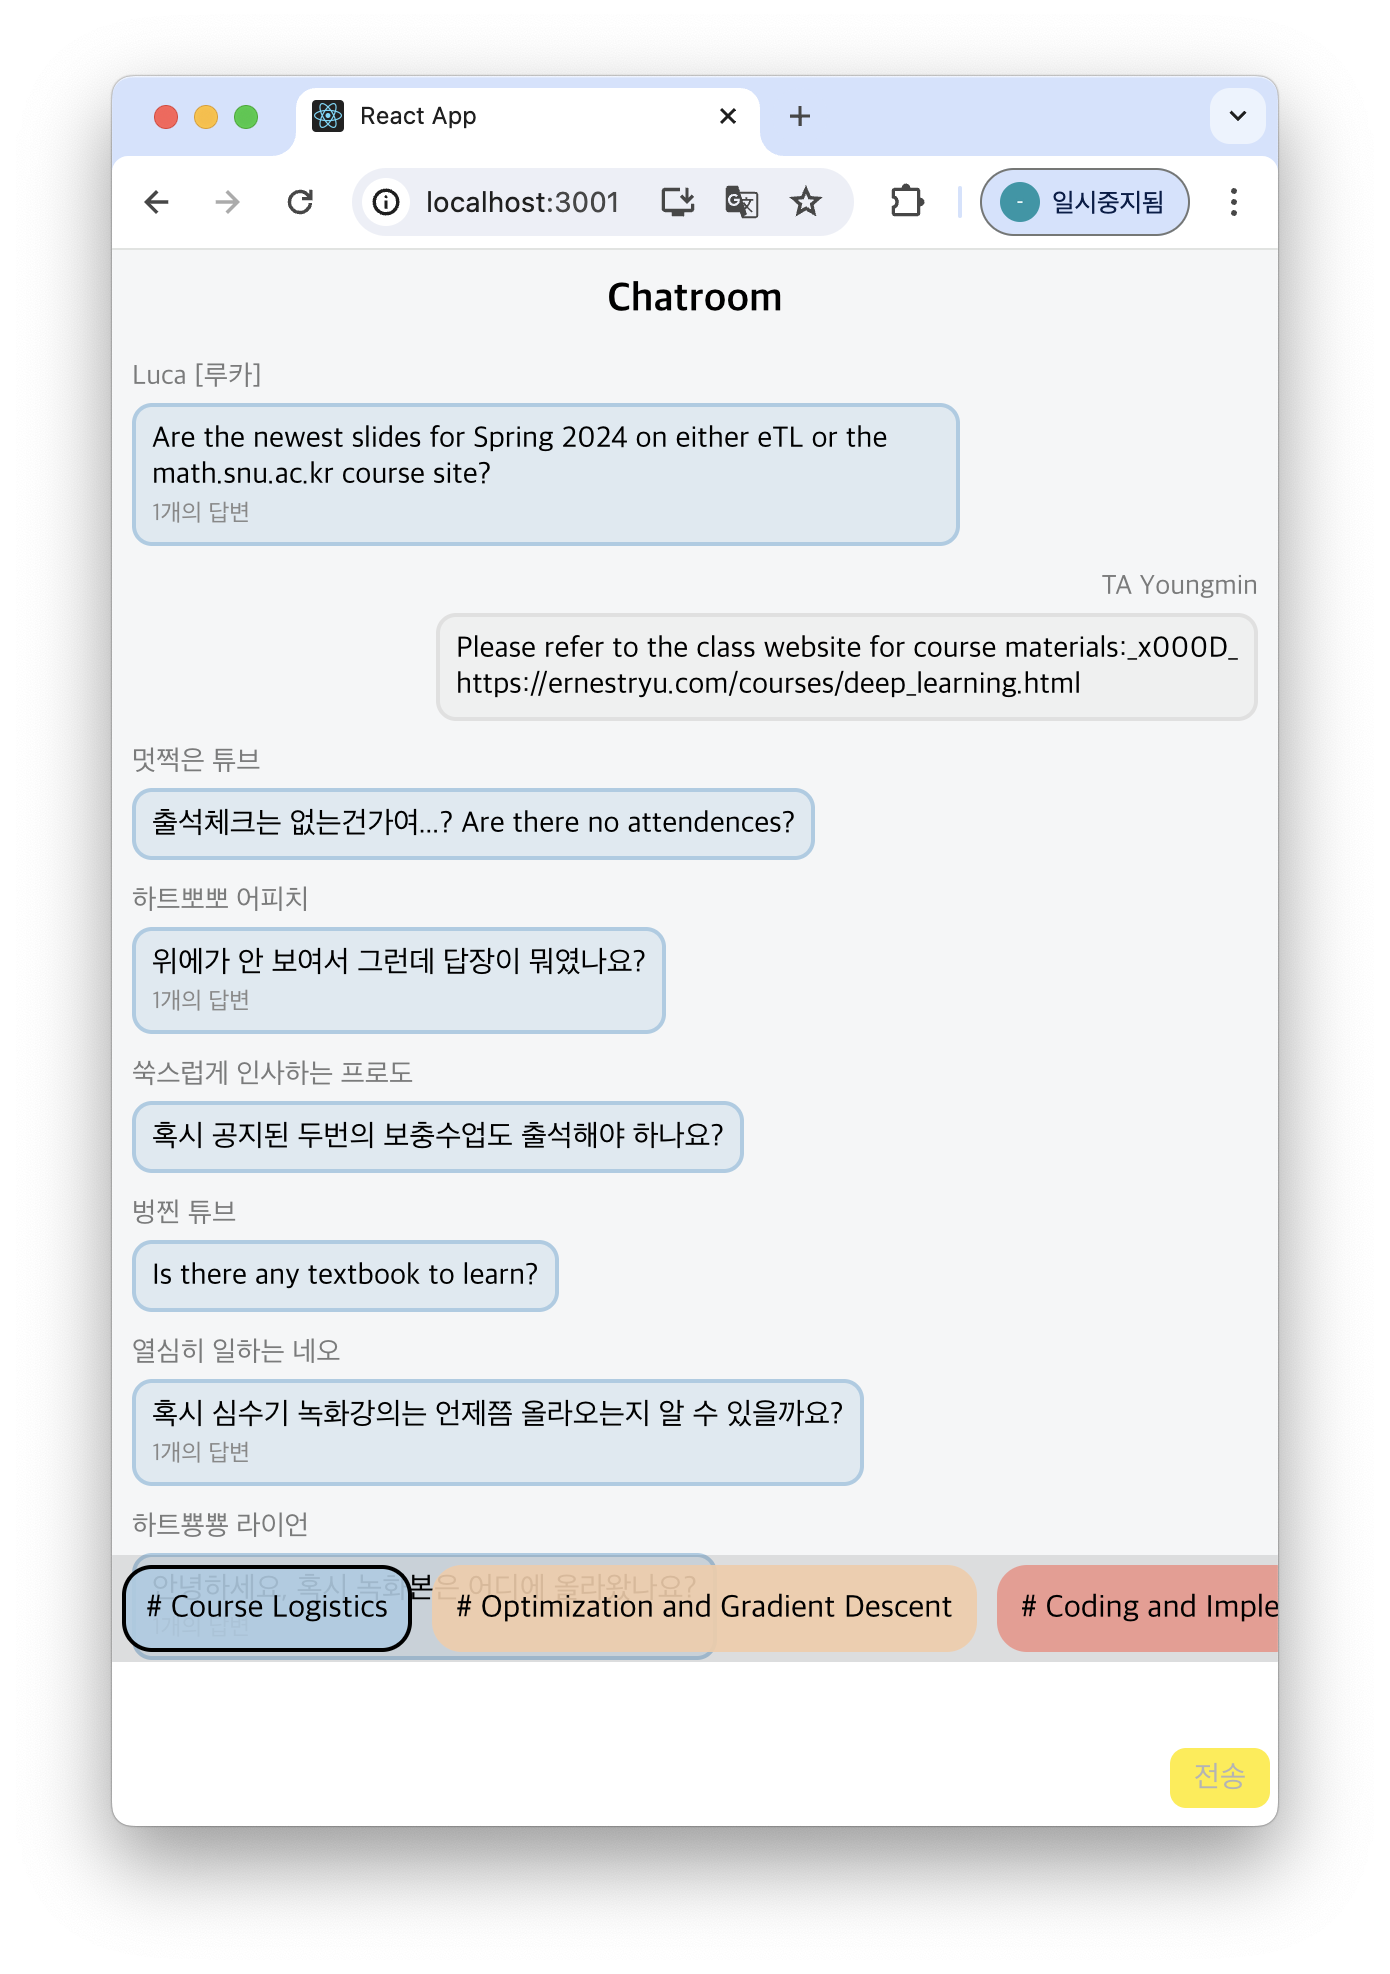 React App
localhost:3001
- 일시중지됨
Chatroom
Luca [루카]
Are the newest slides for Spring 2024 on either eTL or the
math.snu.ac.kr course site?
1개의 답변
TA Youngmin
Please refer to the class website for course materials:_x000D_
https://ernestryu.com/courses/deep_learning.html
멋쩍은 튜브
출석체크는 없는건가여...? Are there no attendences?
하트뽀뽀 어피치
위에가 안 보여서 그런데 답장이 뭐였나요?
1개의 답변
쑥스럽게 인사하는 프로도
혹시 공지된 두번의 보충수업도 출석해야 하나요?
벙찐 튜브
Is there any textbook to learn?
열심히 일하는 네오
혹시 심수기 녹화강의는 언제쯤 올라오는지 알 수 있을까요?
1개의 답변
하트뿅뿅 라이언
안녕하세요, 혹시 녹화본은 어디에 올라왔나요?
1개의 답변
# Course Logistics
# Optimization and Gradient Descent
# Coding and Imple
전송